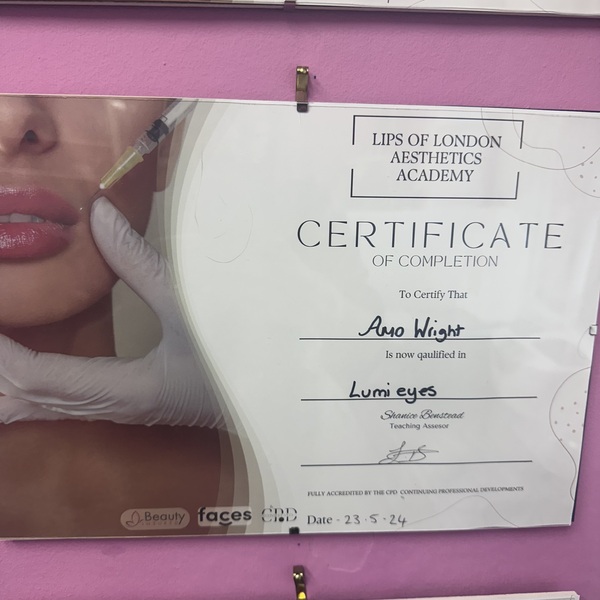 LIPS OF LONDON
AESTHETICS
ACADEMY
CERTIFICATE
OF COMPLETION
To Certify That
Amo Wright
Is now qaulified in
Lumi eyes
Shanice Benstead
Teaching Assesor
FULLY ACCREDITED BY THE CPD CONTINUING PROFESSIONAL DEVELOPMENTS
Beauty faces CPD Date - 23.5.24